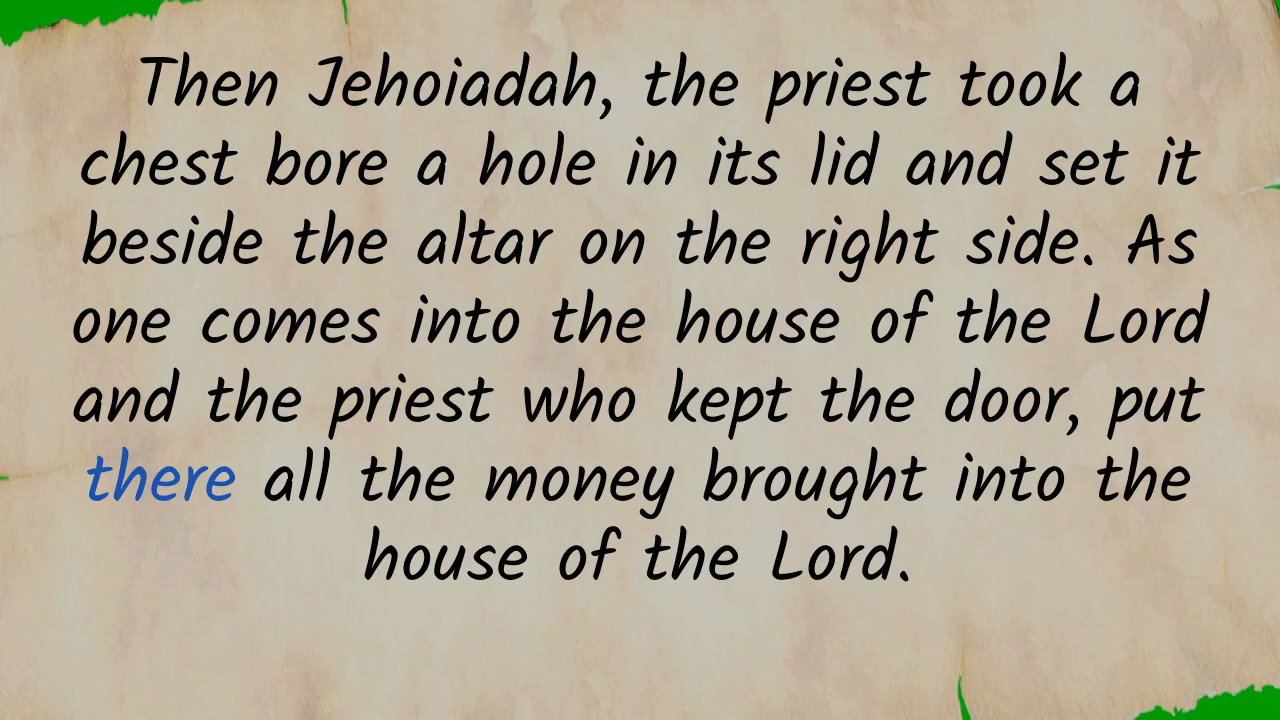 Then Jehoiadah, the priest took a
chest bore a hole in its lid and set it
beside the altar on the right side. As
one comes into the house of the Lord
and the priest who kept the door, put
there all the money brought into the
house of the Lord.